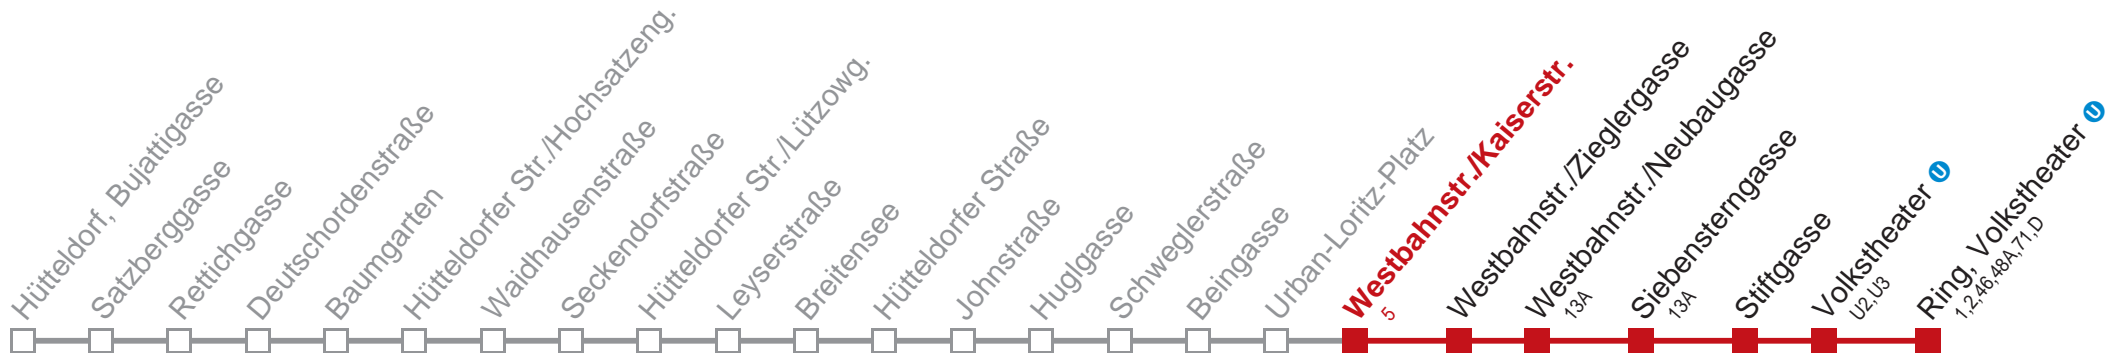 Hütteldorf, Bujattigasse
Satzberggasse
Rettichgasse
Deutschordenstraße
Baumgarten
Hütteldorfer Str./Hochsatzeng.
Waidhausenstraße
Seckendorfstraße
Hütteldorfer Str./Lützowg.
Leyserstraße
Breitensee
Hütteldorfer Straße
Johnstraße
Huglgasse
Schweglerstraße
Beingasse
Urban-Loritz-Platz
Westbahnstr./Kaiserstr.
5
Westbahnstr./Zieglergasse
Westbahnstr./Neubaugasse
13A
Siebensterngasse
13A
Stiftgasse
Volkstheater U
U2,U3
Ring, Volkstheater U
1,2,46,48A,71,D